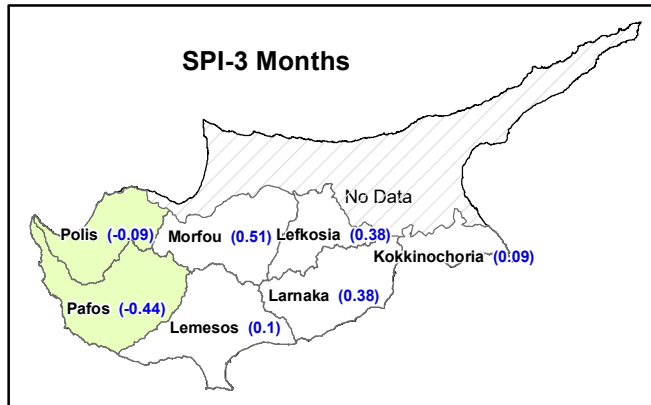 SPI-3 Months
No Data
Polis (-0.09)
Morfou (0.51)
Lefkosia (0.38)
Kokkinochoria (0.09)
Pafos (-0.44)
Larnaka (0.38)
Lemesos (0.1)